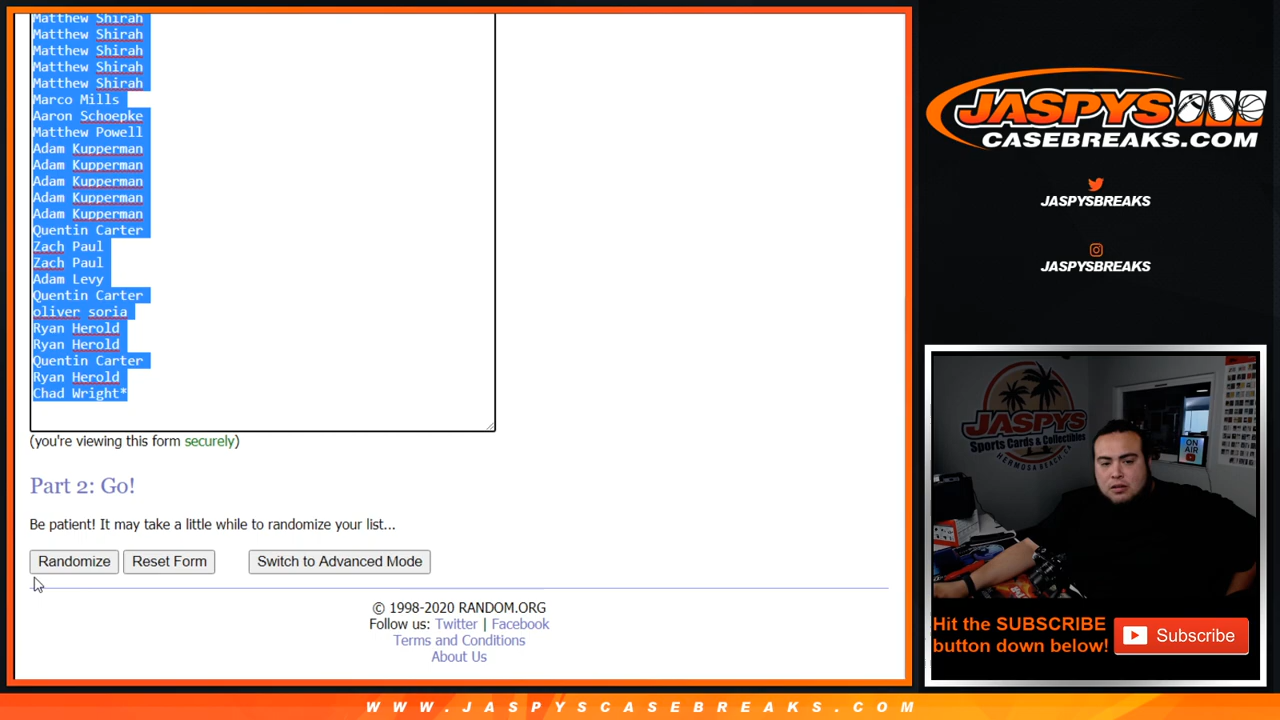 Matthew Shirah
Matthew Shirah
Matthew Shirah
Matthew Shirah
Matthew Shirah
Marco Mills
Aaron Schoepke
Matthew Powell
Adam Kupperman
Adam Kupperman
Adam Kupperman
Adam Kupperman
Adam Kupperman
Quentin Carter
Zach Paul
Zach Paul
Adam Levy
Quentin Carter
oliver soria
Ryan Herold
Ryan Herold
Quentin Carter
Ryan Herold
Chad Wright*
(you're viewing this form securely)
Part 2: Go!
Be patient! It may take a little while to randomize your list...
Randomize Reset Form Switch to Advanced Mode
© 1998-2020 RANDOM.ORG
Follow us: Twitter | Facebook
Terms and Conditions
About Us
JASPYS
CASEBREAKS.COM
JASPYSBREAKS
JASPYSBREAKS
JASPYS
Sports Cards & Collectibles
HERMOSA BEACH, CA
ON
AIR
Hit the SUBSCRIBE
button down below!
Subscribe
WWW.JASPYSCASEBREAKS.COM